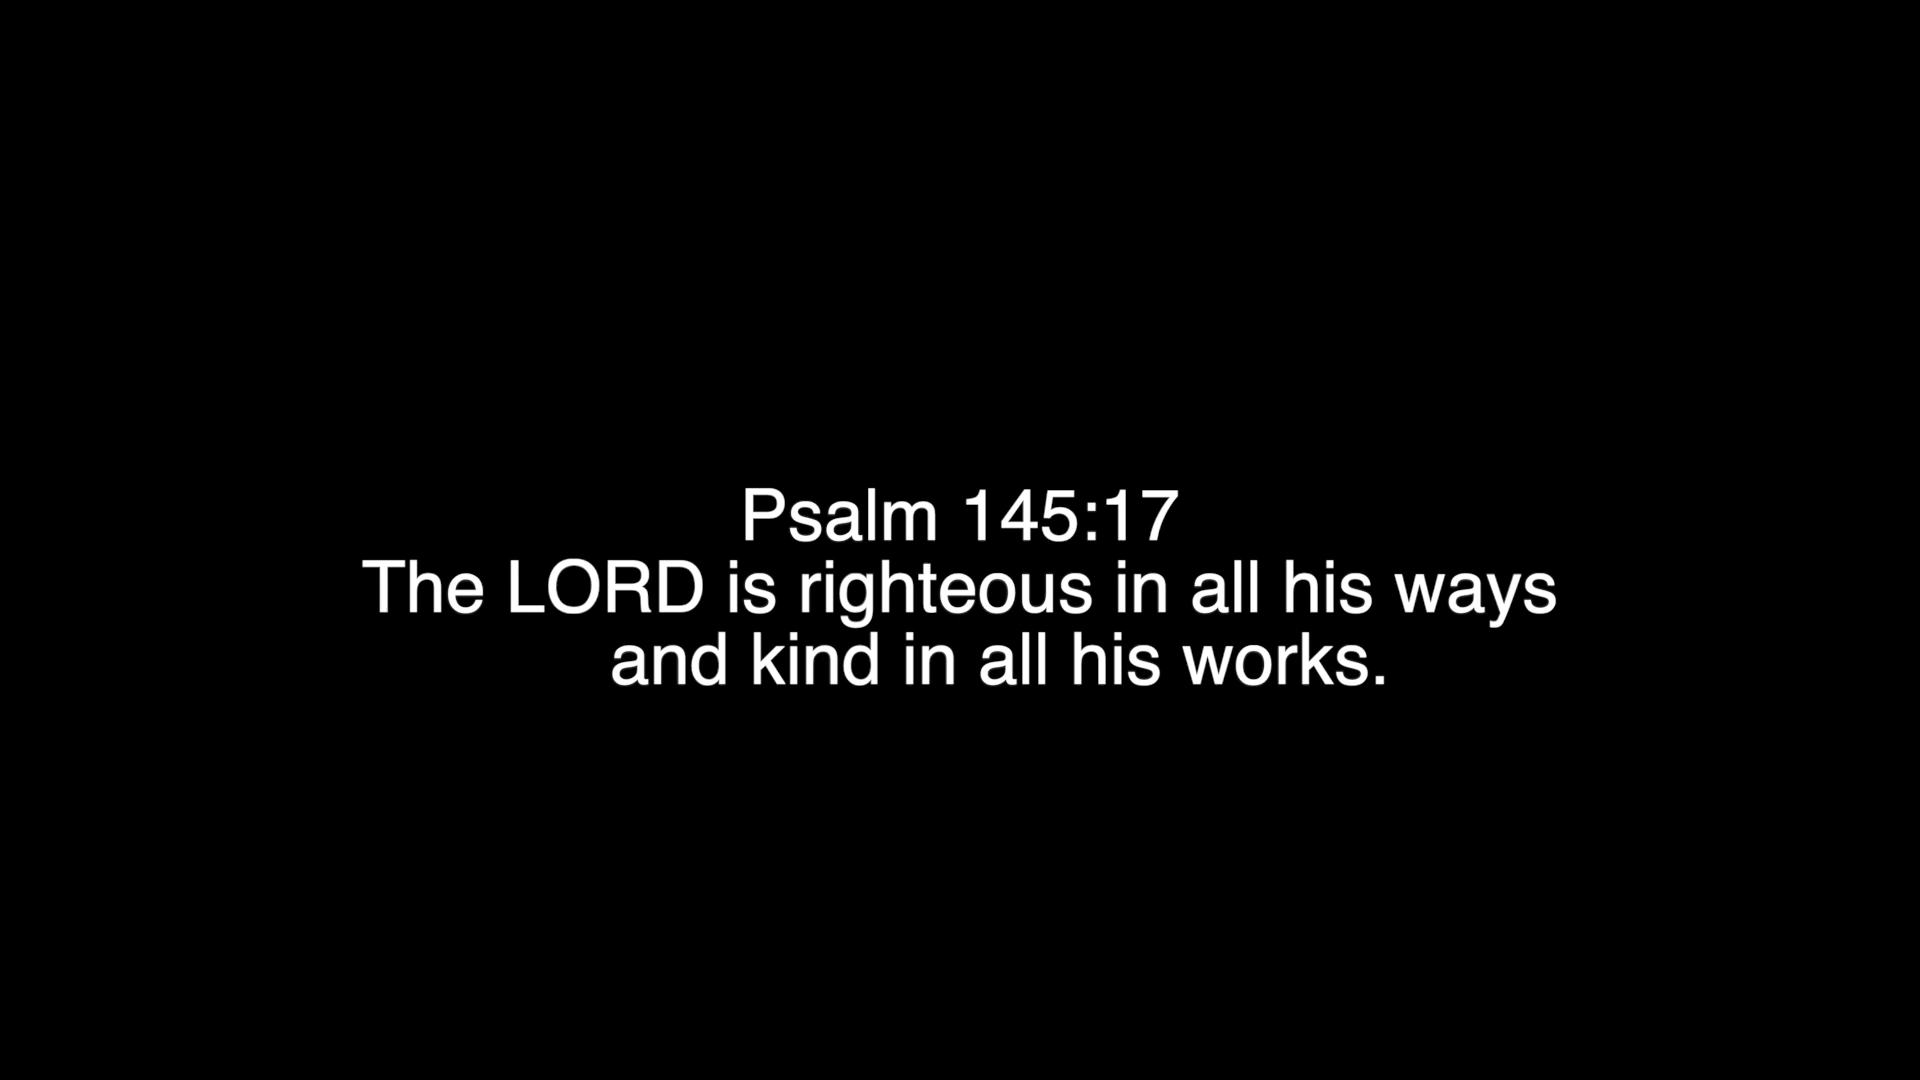 Psalm 145:17
The LORD is righteous in all his ways
and kind in all his works.